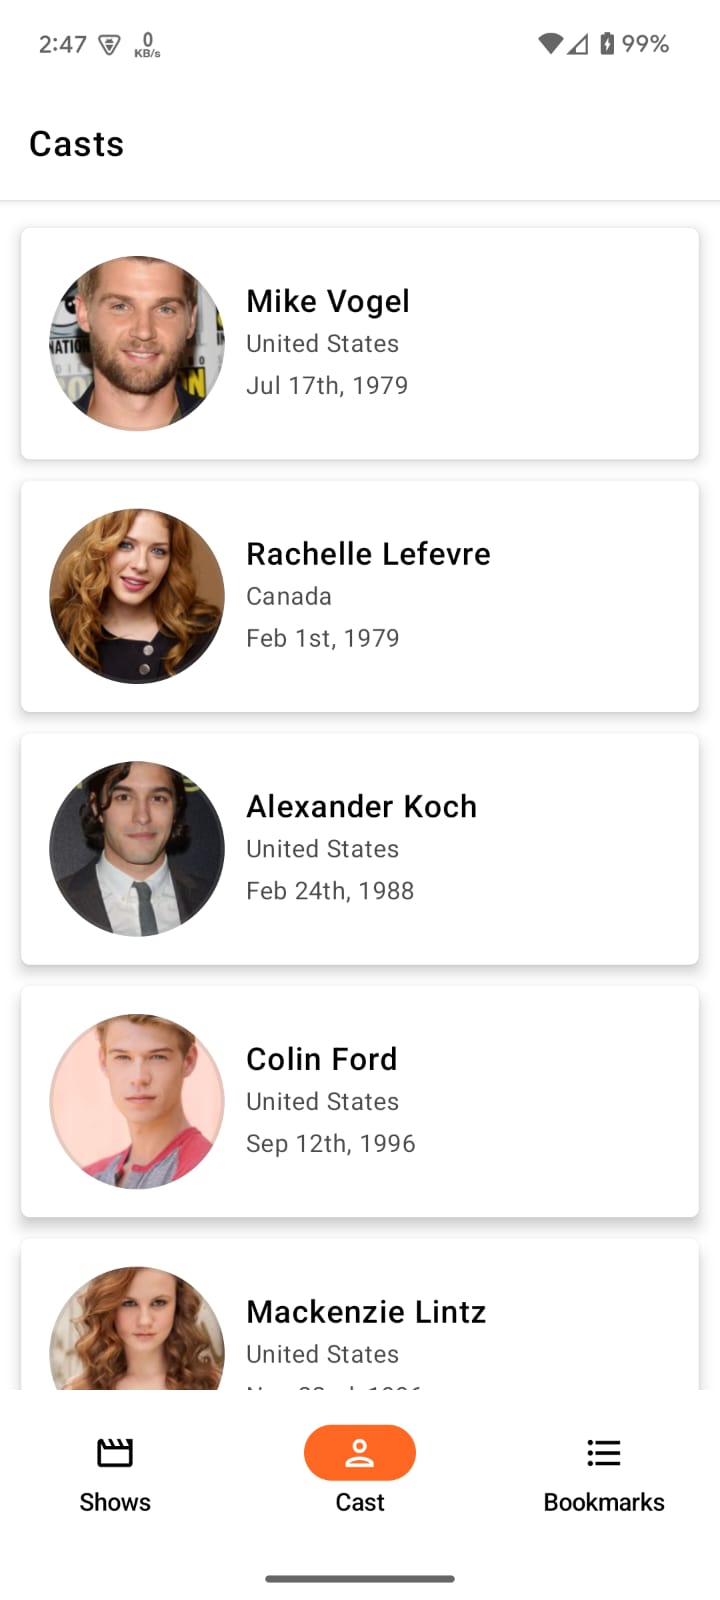 2:47 0 KB/s 99%
Casts
Mike Vogel
United States
Jul 17th, 1979
Rachelle Lefevre
Canada
Feb 1st, 1979
Alexander Koch
United States
Feb 24th, 1988
Colin Ford
United States
Sep 12th, 1996
Mackenzie Lintz
United States
Shows
Cast
Bookmarks